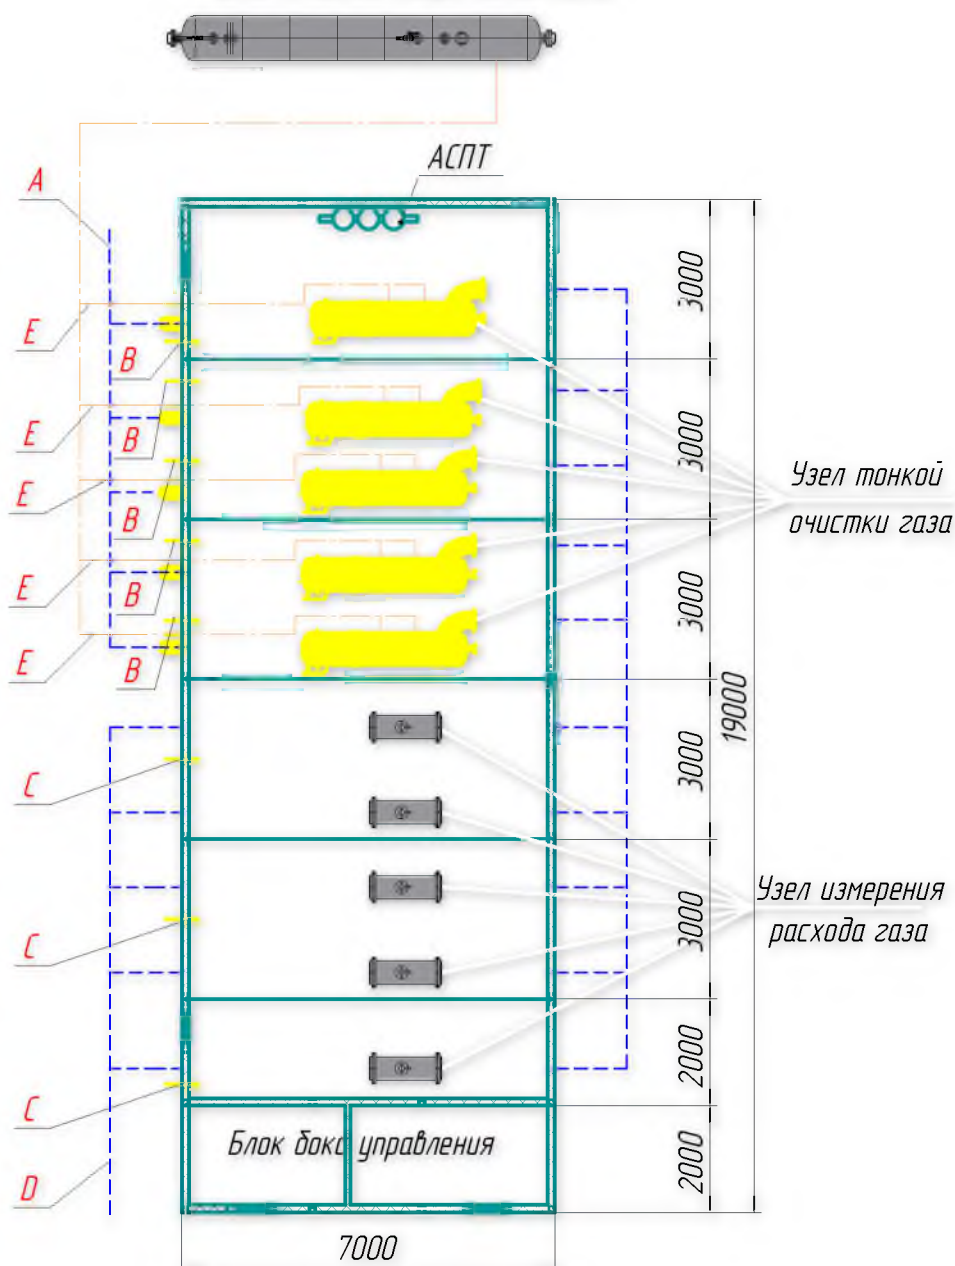 АСПТ
A
3000
E
B
E
B
3000
Узел тонкой
очистки газа
E
B
E
B
3000
E
B
19000
3000
C
Узел измерения
расхода газа
3000
C
2000
C
Блок бокс управления
2000
D
7000